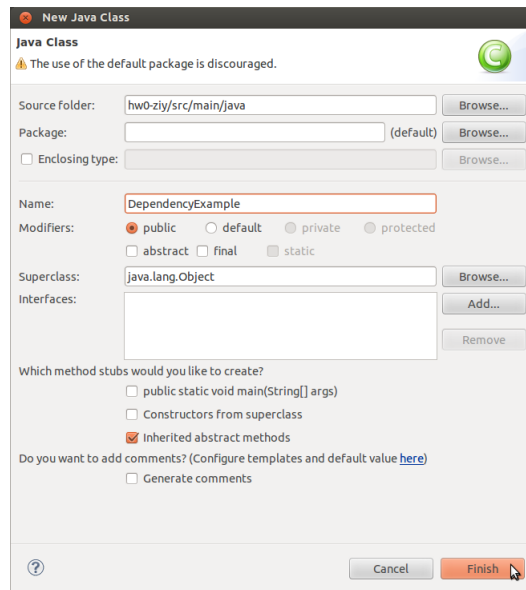 New Java Class
Java Class
The use of the default package is discouraged.
Source folder: hw0-ziy/src/main/java Browse...
Package: (default) Browse...
Enclosing type: Browse...
Name: DependencyExample
Modifiers: public default private protected
abstract final static
Superclass: java.lang.Object Browse...
Interfaces: Add...
Remove
Which method stubs would you like to create?
public static void main(String[] args)
Constructors from superclass
Inherited abstract methods
Do you want to add comments? (Configure templates and default value here)
Generate comments
? Cancel Finish